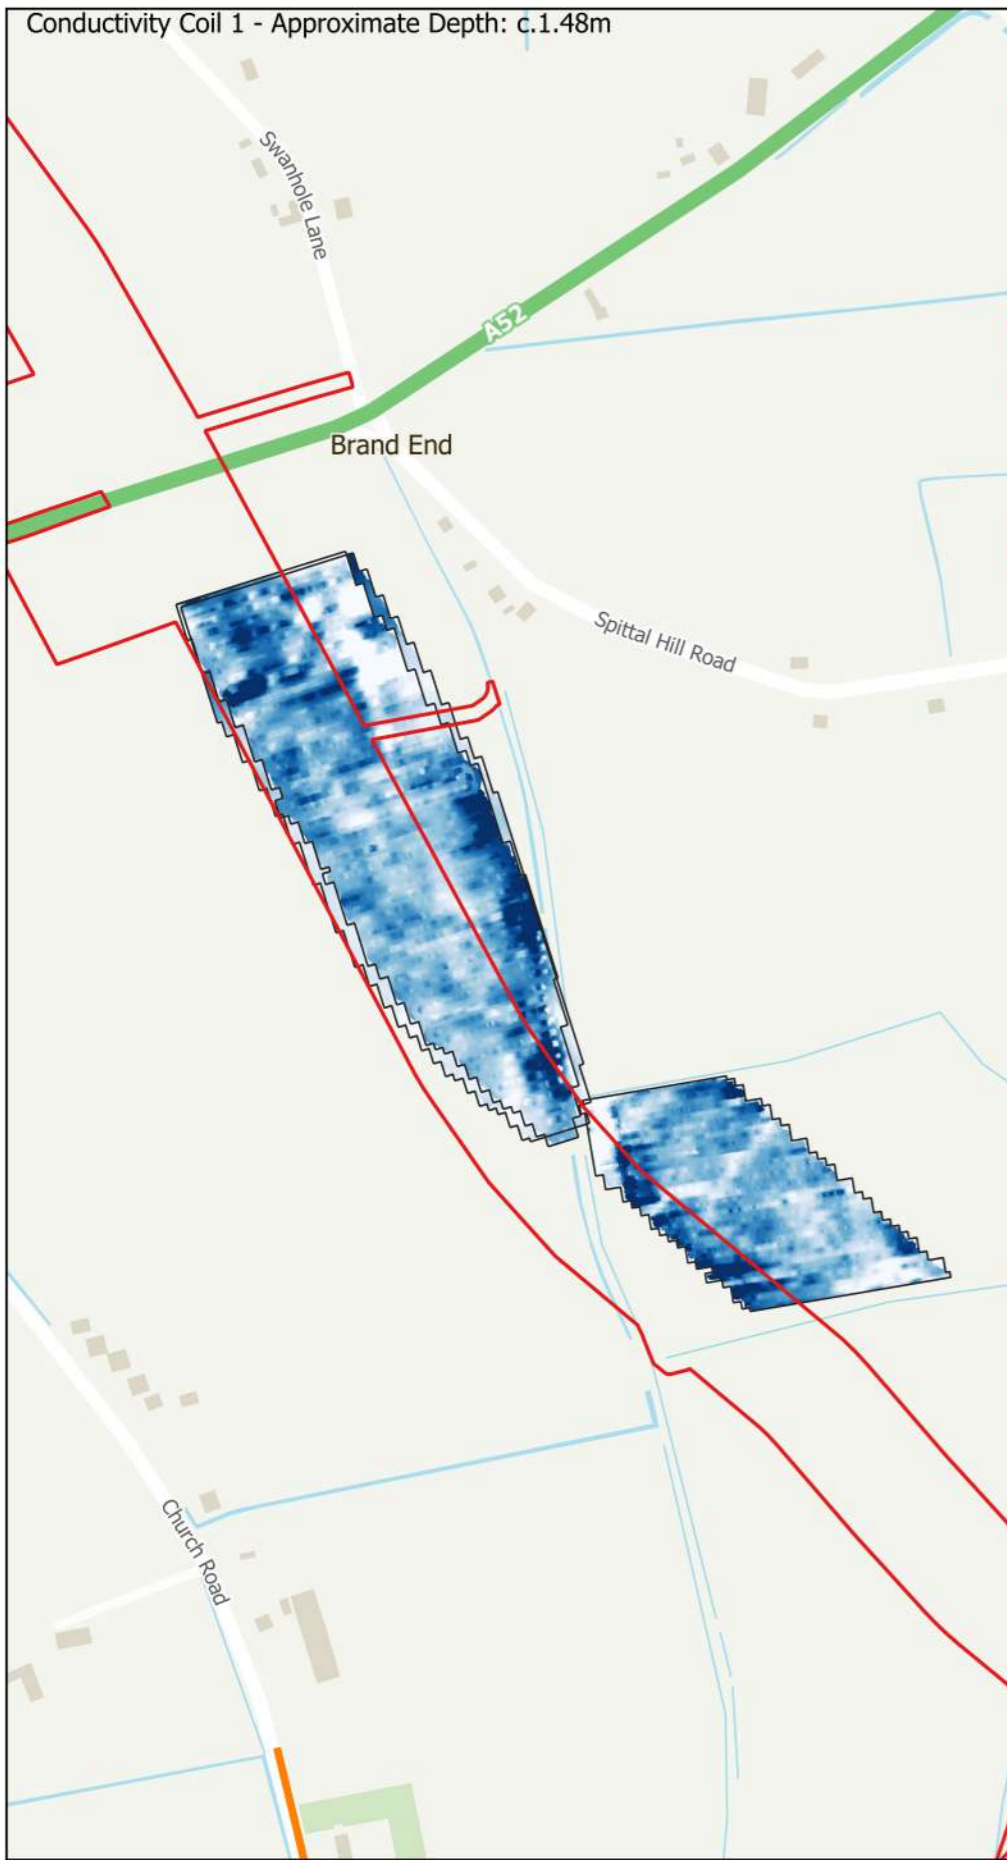 Conductivity Coil 1 - Approximate Depth: c.1.48m
Swanhole Lane
A52
Brand End
Spittal Hill Road
Church Road